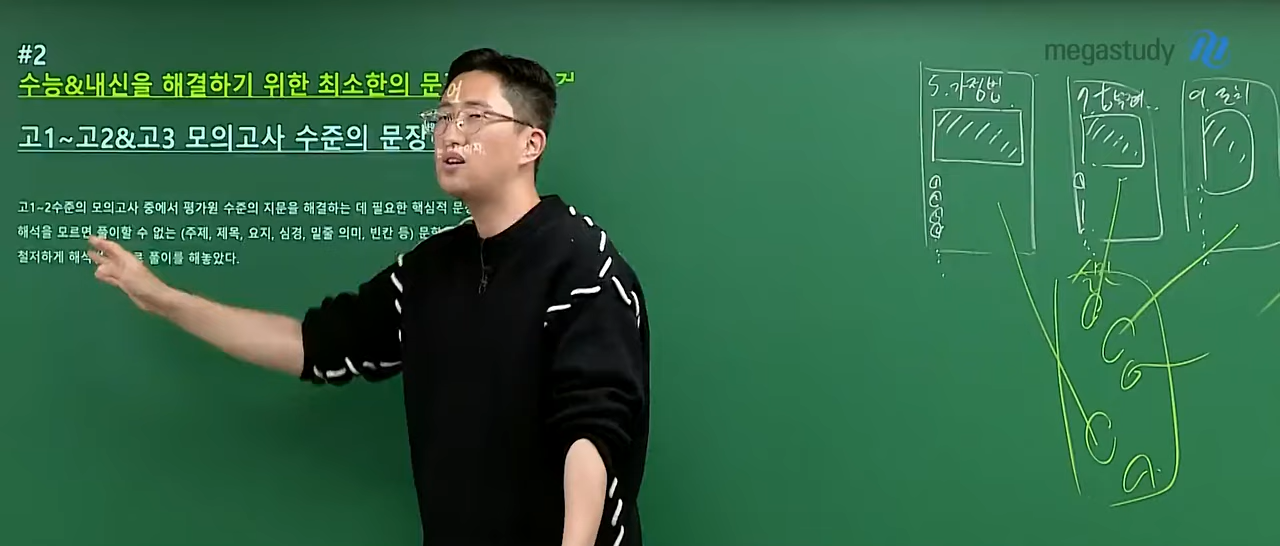 #2
수능&내신을 해결하기 위한 최소한의
고1~고2&고3 모의고사 수준의 문장
고1~2수준의 모의고사 중에서 평가원 수준의 지문을 해결하는 데 필요한 핵심적
해석을 모르면 풀이할 수 없는 (주제, 제목, 요지, 심경, 밑줄 의미, 빈칸 등)
철저하게 풀이를 해놓았다.
megastudy
5. 가정법